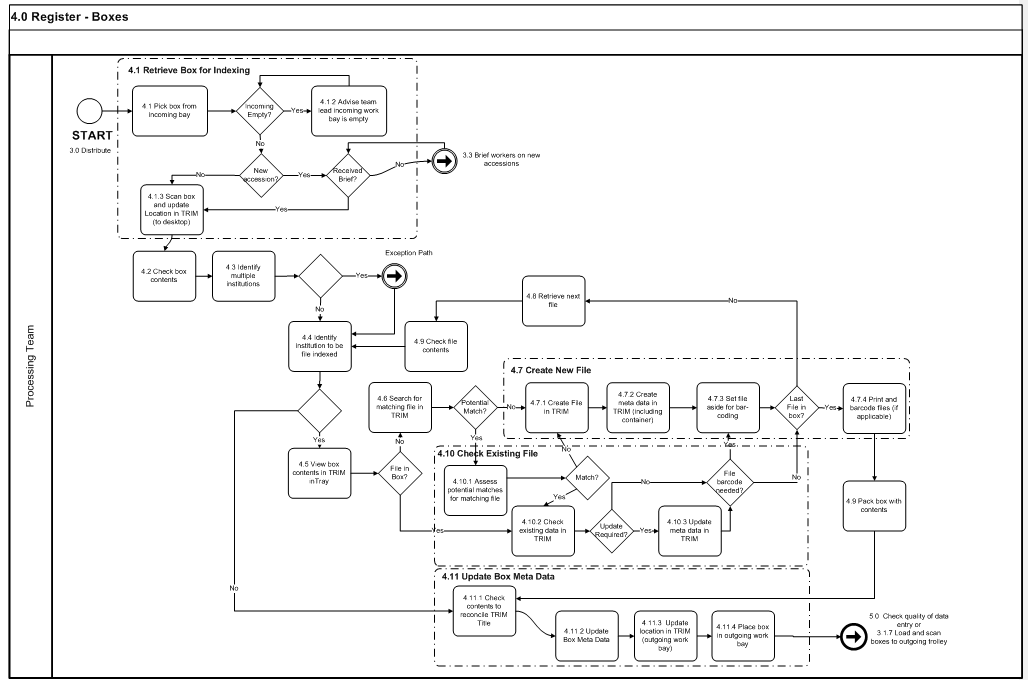 4.0 Register - Boxes
Processing Team
4.1 Retrieve Box for Indexing
START
3.0 Distribute
4.1 Pick box from
incoming bay
Incoming
Empty?
Yes
4.1.2 Advise team
lead incoming work
bay is empty
No
New
accession?
No
Yes
Received
Brief?
No
3.3 Brief workers on new
accessions
Yes
4.1.3 Scan box
and update
Location in TRIM
(to desktop)
4.2 Check box
contents
4.3 Identify
multiple
institutions
Yes
Exception Path
No
4.4 Identify
Institution to be
file indexed
4.9 Check file
contents
4.8 Retrieve next
file
No
Yes
No
4.5 View box
contents in TRIM
inTray
File in
Box?
No
Yes
4.6 Search for
matching file in
TRIM
Potential
Match?
No
Yes
4.7 Create New File
4.7.1 Create File
in TRIM
4.7.2 Create
meta data in
TRIM (including
container)
4.7.3 Set file
aside for bar-
coding
Last
File in
box?
Yes
4.7.4 Print and
barcode files (if
applicable)
4.10 Check Existing File
4.10.1 Assess
potential matches
for matching file
Match?
No
Yes
4.10.2 Check
existing data in
TRIM
Update
Required?
No
Yes
4.10.3 Update
meta data in
TRIM
File
barcode
needed?
Yes
No
4.9 Pack box with
contents
4.11 Update Box Meta Data
4.11.1 Check
contents to
reconcile TRIM
Title
4.11.2 Update
Box Meta Data
4.11.3 Update
location in TRIM
(outgoing work
bay)
4.11.4 Place box
in outgoing work
bay
5.0 Check quality of data
entry or
3.1.7 Load and scan
boxes to outgoing trolley